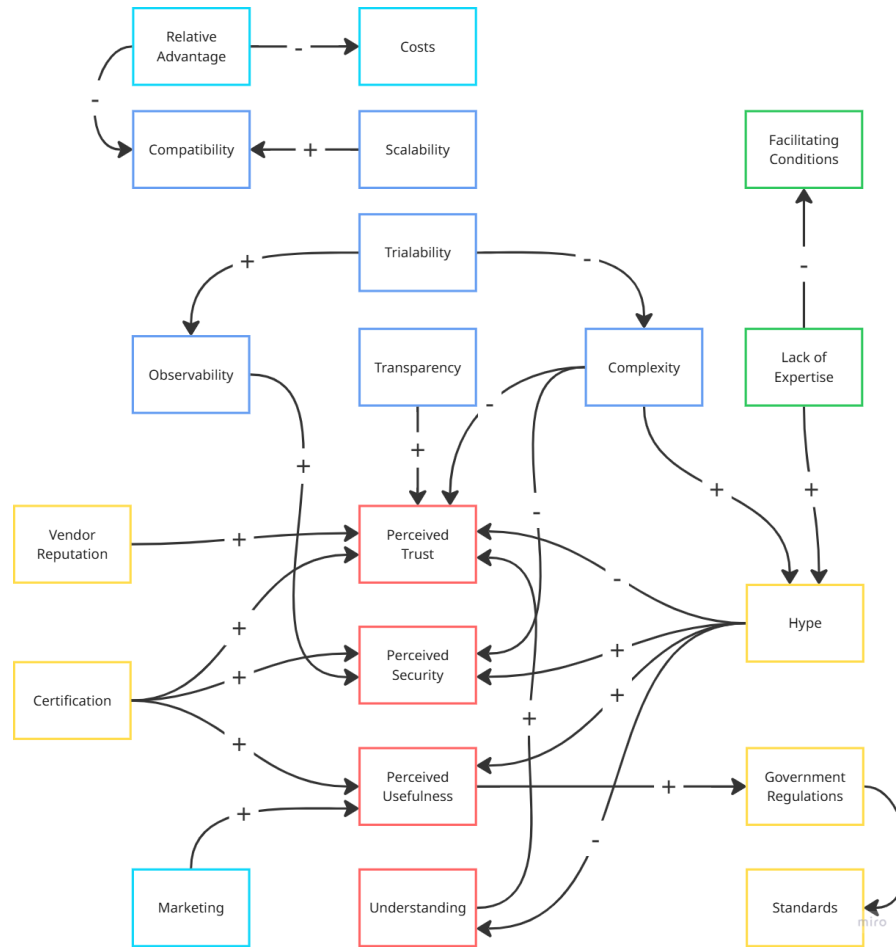 Relative
Advantage
-
Costs
-
Compatibility
+
Scalability
Facilitating
Conditions
Trialability
+
-
-
Observability
Transparency
Complexity
Lack of
Expertise
-
+
+
+
+
-
Vendor
Reputation
+
Perceived
Trust
-
+
Hype
Perceived
Security
+
+
Certification
+
+
+
Perceived
Usefulness
+
Government
Regulations
+
-
Marketing
Understanding
Standards
miro